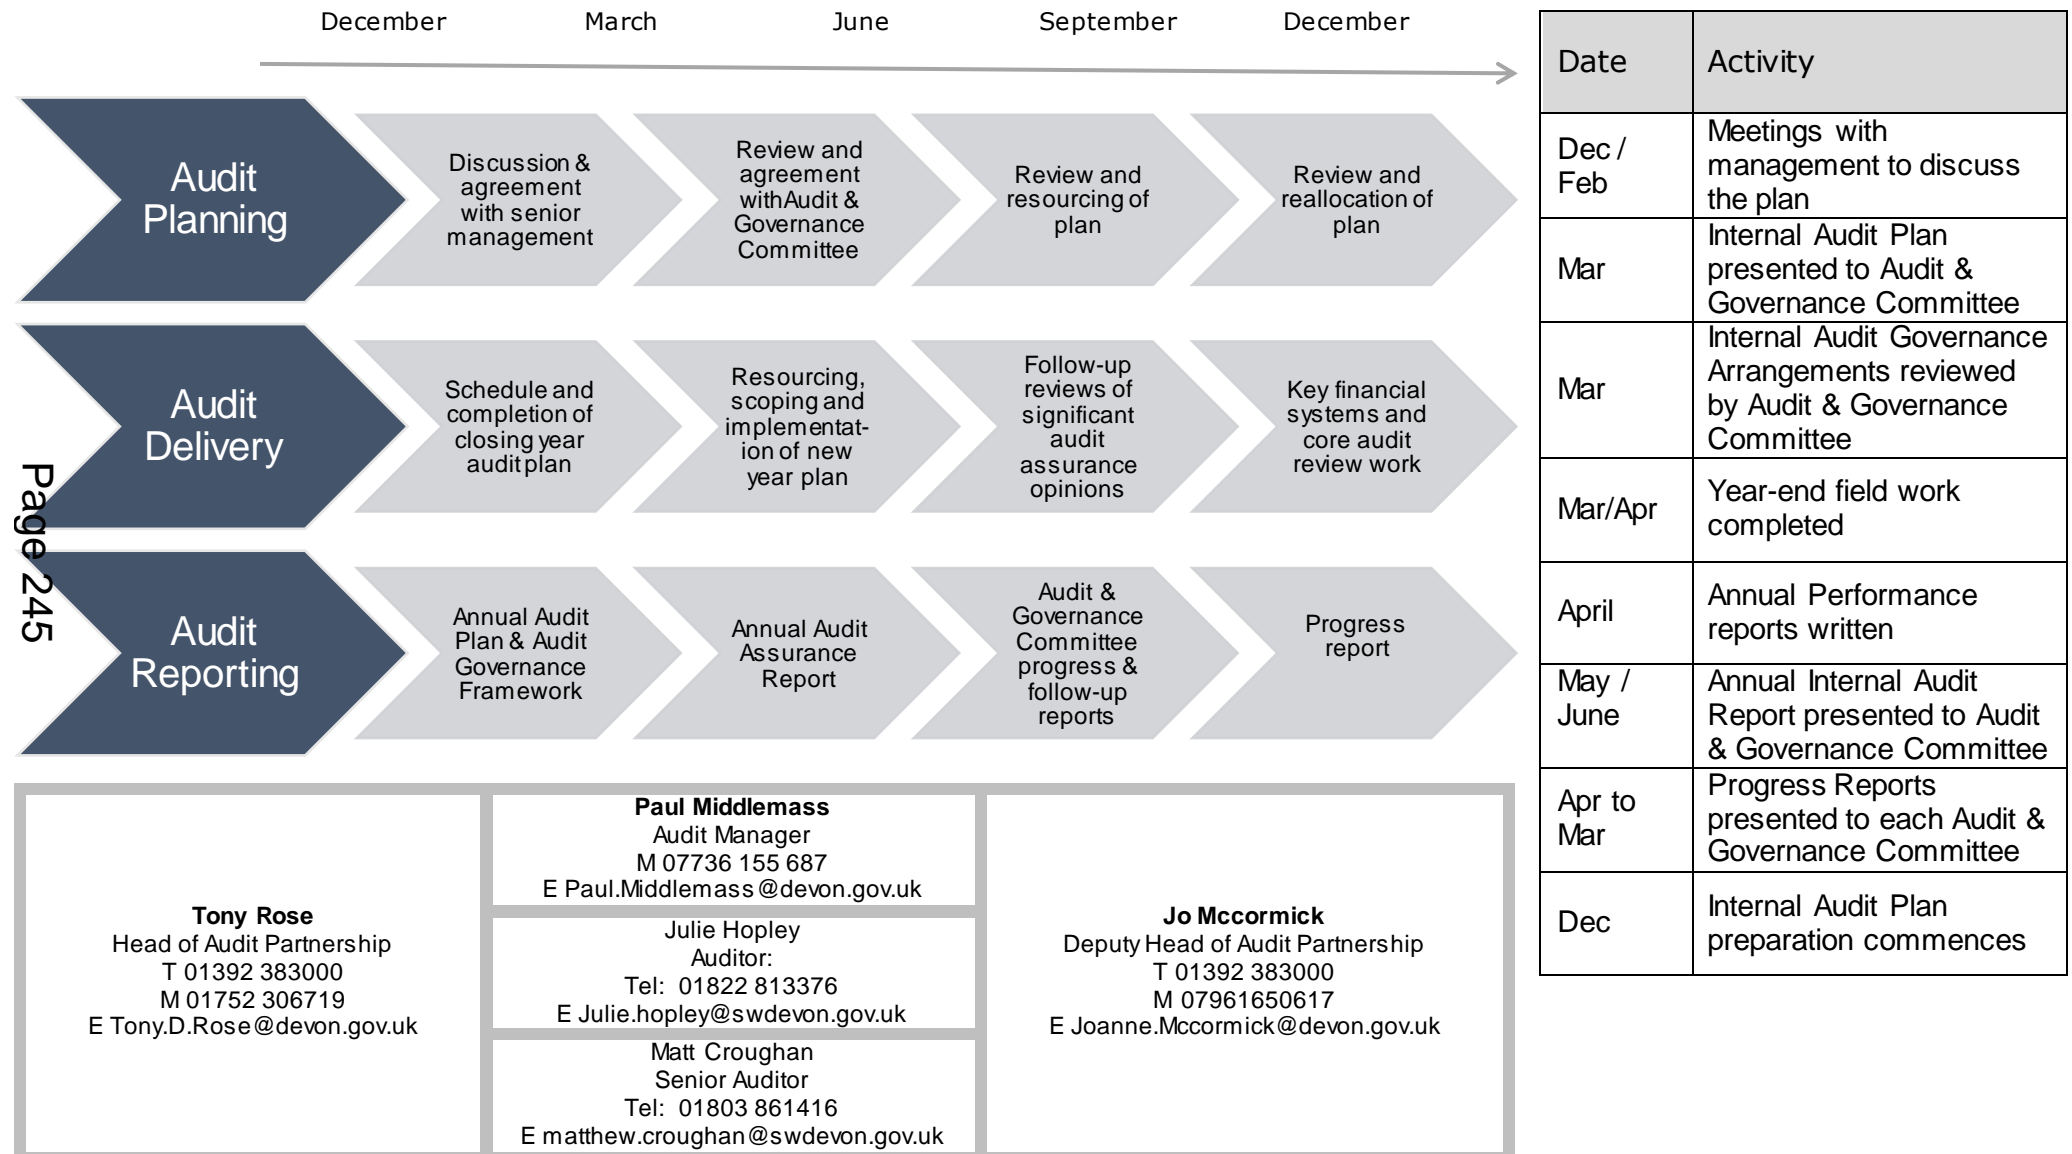 December March June September December
Audit
Planning
Discussion &
agreement
with senior
management
Review and
agreement
withAudit &
Governance
Committee
Review and
resourcing of
plan
Review and
reallocation of
plan
Audit
Delivery
Schedule and
completion of
closing year
audit plan
Resourcing,
scoping and
implementat-
ion of new
year plan
Follow-up
reviews of
significant
audit
assurance
opinions
Key financial
systems and
core audit
review work
Audit
Reporting
Annual Audit
Plan & Audit
Governance
Framework
Annual Audit
Assurance
Report
Audit &
Governance
Committee
progress &
follow-up
reports
Progress
report
Page 245
Tony Rose
Head of Audit Partnership
T 01392 383000
M 01752 306719
E Tony.D.Rose@devon.gov.uk
Paul Middlemass
Audit Manager
M 07736 155 687
E Paul.Middlemass@devon.gov.uk
Julie Hopley
Auditor:
Tel: 01822 813376
E Julie.hopley@swdevon.gov.uk
Matt Croughan
Senior Auditor
Tel: 01803 861416
E matthew.croughan@swdevon.gov.uk
Jo Mccormick
Deputy Head of Audit Partnership
T 01392 383000
M 07961650617
E Joanne.Mccormick@devon.gov.uk
Date Activity
Dec /
Feb
Meetings with
management to discuss
the plan
Mar
Internal Audit Plan
presented to Audit &
Governance Committee
Mar
Internal Audit Governance
Arrangements reviewed
by Audit & Governance
Committee
Mar/Apr
Year-end field work
completed
April
Annual Performance
reports written
May /
June
Annual Internal Audit
Report presented to Audit
& Governance Committee
Apr to
Mar
Progress Reports
presented to each Audit &
Governance Committee
Dec
Internal Audit Plan
preparation commences